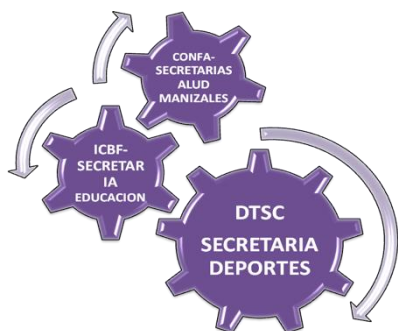 CONFA-
SECRETARIAS
ALUD
MANIZALES
ICBF-
SECRETAR
IA
EDUCACION
DTSC
SECRETARIA
DEPORTES